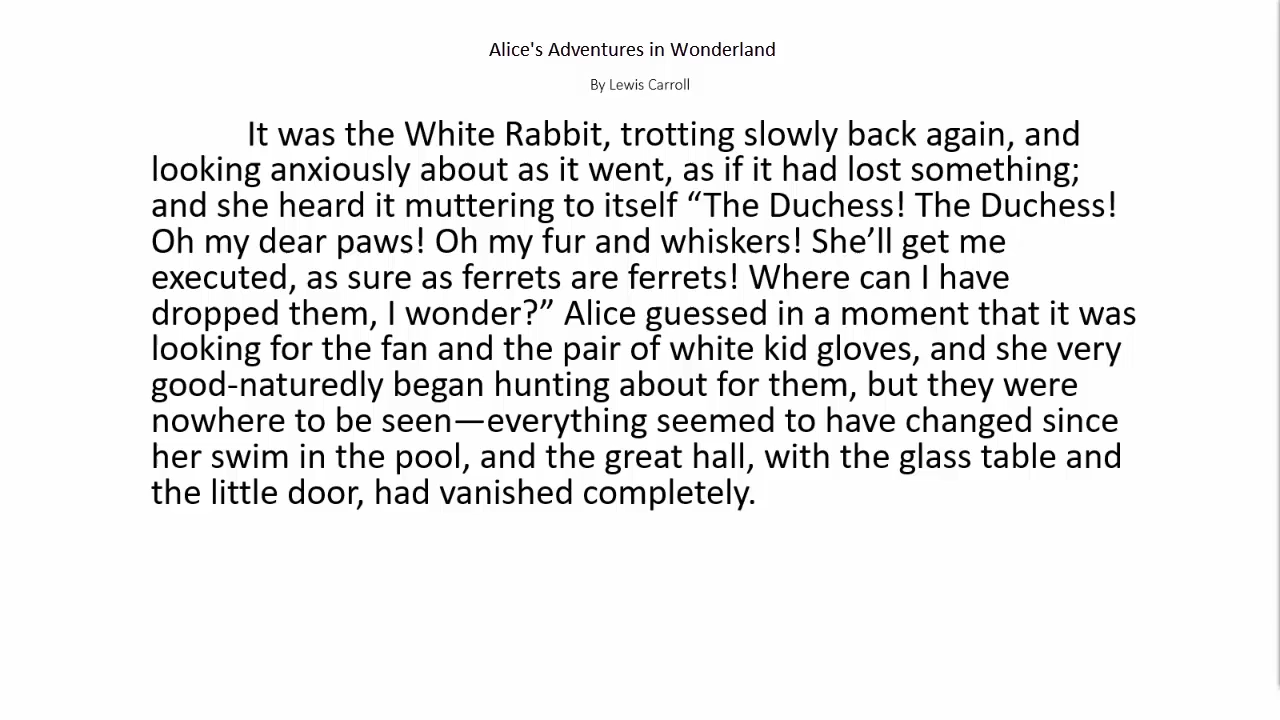 Alice's Adventures in Wonderland
By Lewis Carroll
It was the White Rabbit, trotting slowly back again, and
looking anxiously about as it went, as if it had lost something;
and she heard it muttering to itself “The Duchess! The Duchess!
Oh my dear paws! Oh my fur and whiskers! She’ll get me
executed, as sure as ferrets are ferrets! Where can I have
dropped them, I wonder?” Alice guessed in a moment that it was
looking for the fan and the pair of white kid gloves, and she very
good-naturedly began hunting about for them, but they were
nowhere to be seen—everything seemed to have changed since
her swim in the pool, and the great hall, with the glass table and
the little door, had vanished completely.